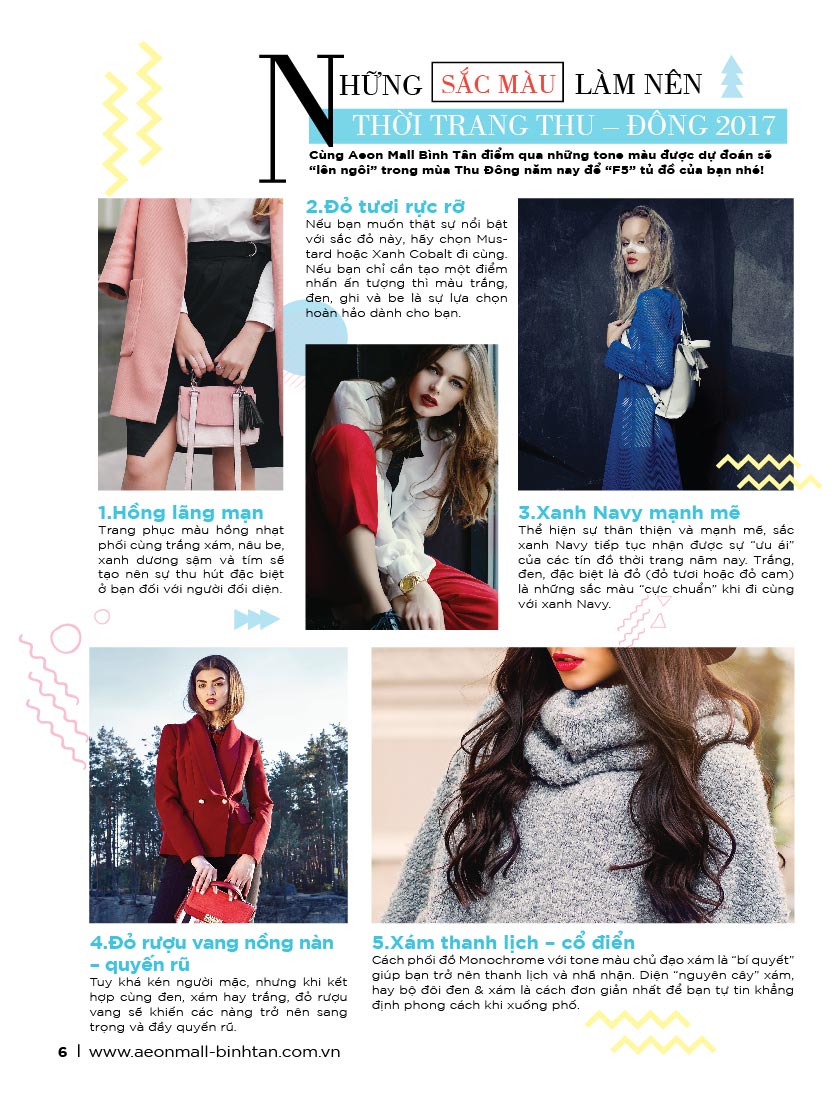 NHỮNG SẮC MÀU LÀM NÊN
THỜI TRANG THU – ĐÔNG 2017
Cùng Aeon Mall Bình Tân điểm qua những tone màu được dự đoán sẽ
“lên ngôi” trong mùa Thu Đông năm nay để “F5” tủ đồ của bạn nhé!
1.Hồng lãng mạn
Trang phục màu hồng nhạt
phối cùng trắng xám, nâu be,
xanh dương sậm và tím sẽ
tạo nên sự thu hút đặc biệt
ở bạn đối với người đối diện.
2.Đỏ tươi rực rỡ
Nếu bạn muốn thật sự nổi bật
với sắc đỏ này, hãy chọn Mus-
tard hoặc Xanh Cobalt đi cùng.
Nếu bạn chỉ cần tạo một điểm
nhấn ấn tượng thì màu trắng,
đen, ghi và be là sự lựa chọn
hoàn hảo dành cho bạn.
3.Xanh Navy mạnh mẽ
Thể hiện sự thân thiện và mạnh mẽ, sắc
xanh Navy tiếp tục nhận được sự “ưu ái”
của các tín đồ thời trang năm nay. Trắng,
đen, đặc biệt là đỏ (đỏ tươi hoặc đỏ cam)
là những sắc màu “cực chuẩn” khi đi cùng
với xanh Navy.
4.Đỏ rượu vang nồng nàn
– quyến rũ
Tuy khá kén người mặc, nhưng khi kết
hợp cùng đen, xám hay trắng, đỏ rượu
vang sẽ khiến các nàng trở nên sang
trọng và đầy quyến rũ.
5.Xám thanh lịch – cổ điển
Cách phối đồ Monochrome với tone màu chủ đạo xám là “bí quyết”
giúp bạn trở nên thanh lịch và nhã nhặn. Diện “nguyên cây” xám,
hay bộ đôi đen & xám là cách đơn giản nhất để bạn tự tin khẳng
định phong cách khi xuống phố.
6 | www.aeonmall-binhtan.com.vn